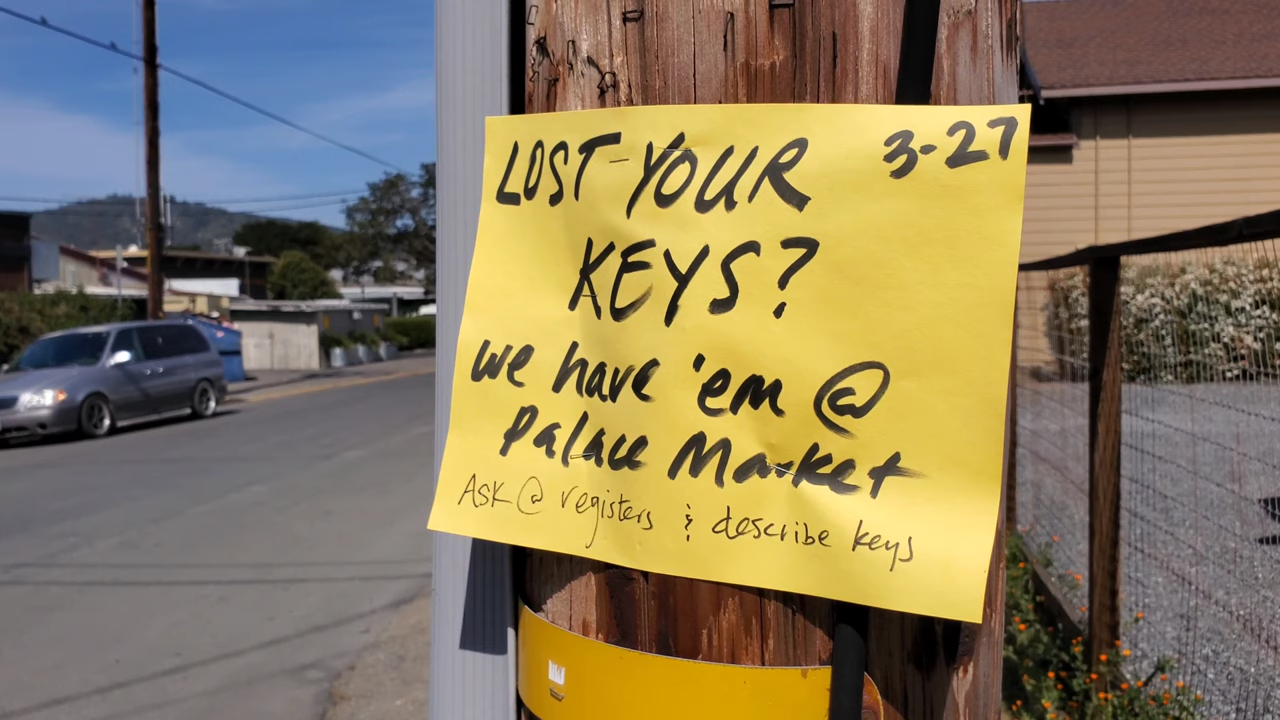 LOST YOUR 3-27
KEYS?
we have 'em @
Palace Market
Ask @ registers & describe keys